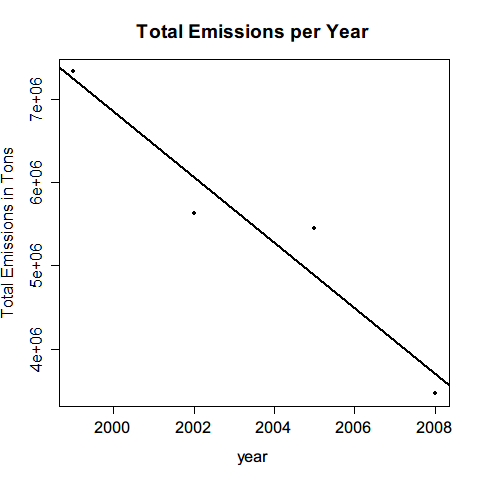 Total Emissions per Year
Total Emissions in Tons
7e+06
6e+06
5e+06
4e+06
2000 2002 2004 2006 2008
year